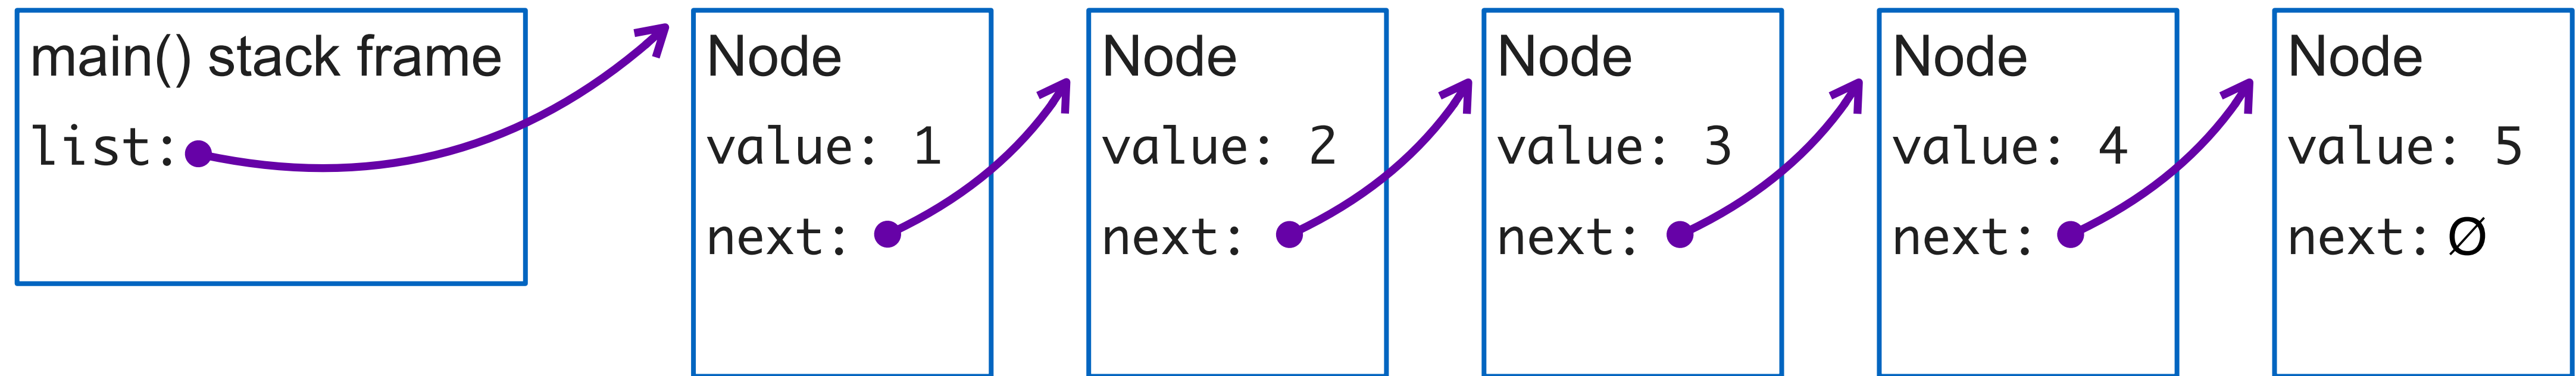 main() stack frame
list:
Node
value: 1
next:
Node
value: 2
next:
Node
value: 3
next:
Node
value: 4
next:
Node
value: 5
next: Ø